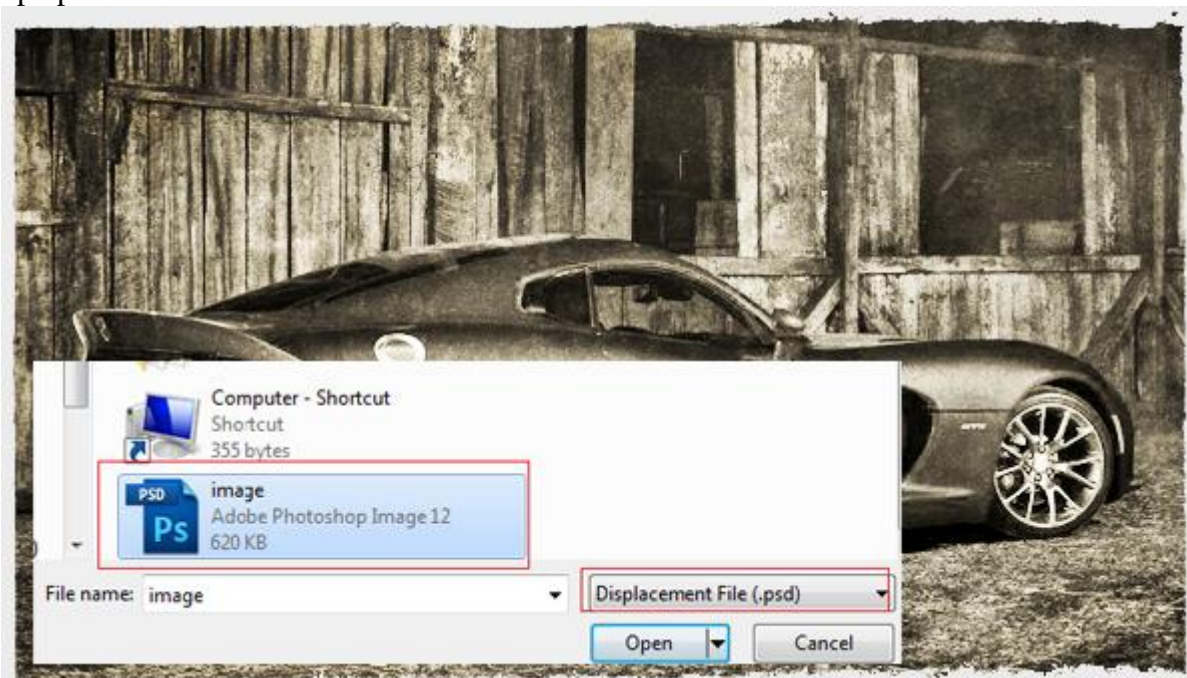 Computer - Shortcut
Shortcut
355 bytes
PSD
Ps
image
Adobe Photoshop Image 12
620 KB
File name: image
Displacement File (.psd)
Open
Cancel